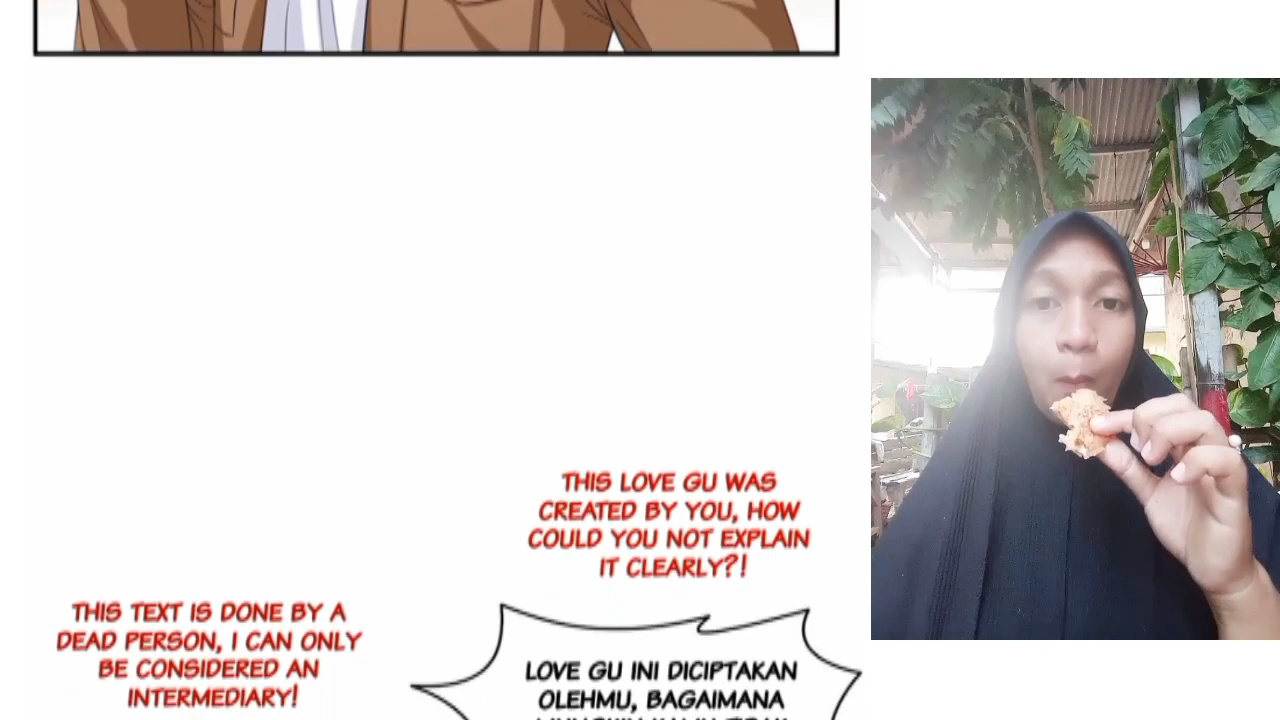 THIS LOVE GU WAS
CREATED BY YOU, HOW
COULD YOU NOT EXPLAIN
IT CLEARLY?!
THIS TEXT IS DONE BY A
DEAD PERSON, I CAN ONLY
BE CONSIDERED AN
INTERMEDIARY!
LOVE GU INI DICIPTAKAN
OLEHMU, BAGAIMANA